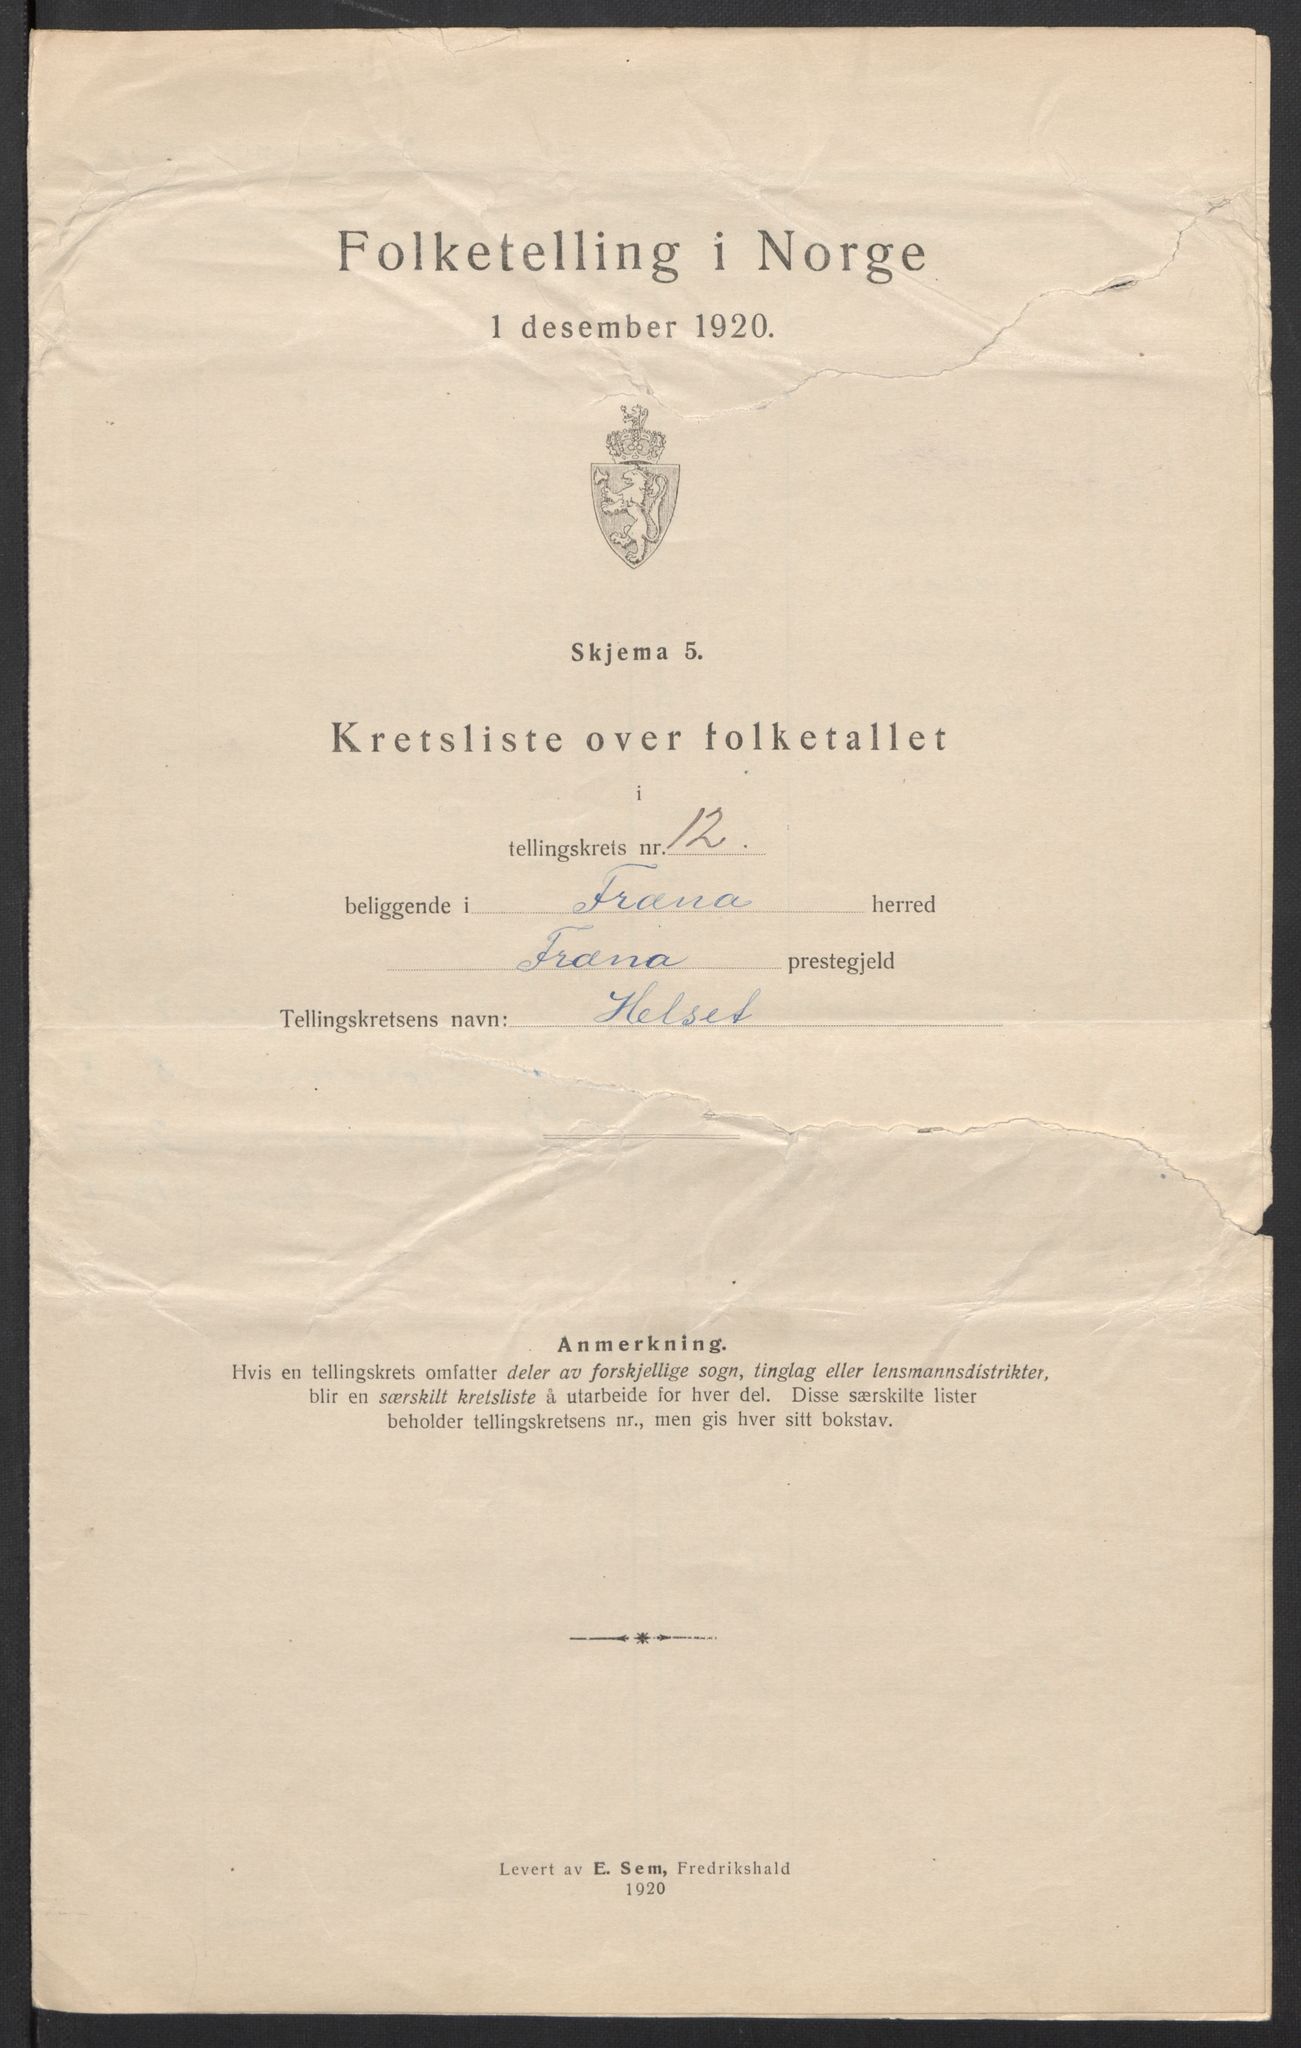 Folketelling i Norge
1 desember 1920.
Skjema 5.
Kretsliste over folketallet
i
tellingskrets nr. 12.
beliggende i Fræna herred
Fræna prestegjeld
Tellingskretsens navn: Helset
Anmerkning.
Hvis en tellingskrets omfatter deler av forskjellige sogn, tinglag eller lensmannsdistrikter,
blir en særskilt kretsliste å utarbeide for hver del. Disse særskilte lister
beholder tellingskretsens nr., men gis hver sitt bokstav.
Levert av E. Sem, Fredrikshald
1920